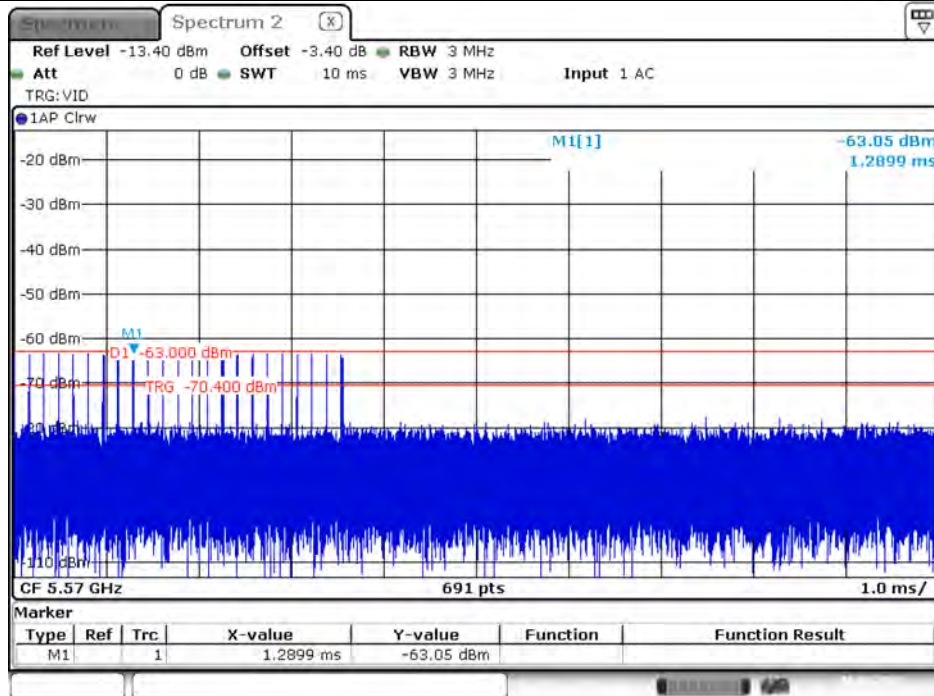 Spectrum 2 X
Ref Level -13.40 dBm Offset -3.40 dB RBW 3 MHz
Att 0 dB SWT 10 ms VBW 3 MHz Input 1 AC
TRG:VID
1AP Clrw
M1[1] -63.05 dBm
1.2899 ms
-20 dBm
-30 dBm
-40 dBm
-50 dBm
-60 dBm
M1
D1 -63.000 dBm
-70 dBm
TRG -70.400 dBm
-80 dBm
-110 dBm
CF 5.57 GHz 691 pts 1.0 ms/
Marker
Type Ref Trc X-value Y-value Function Function Result
M1 1 1.2899 ms -63.05 dBm